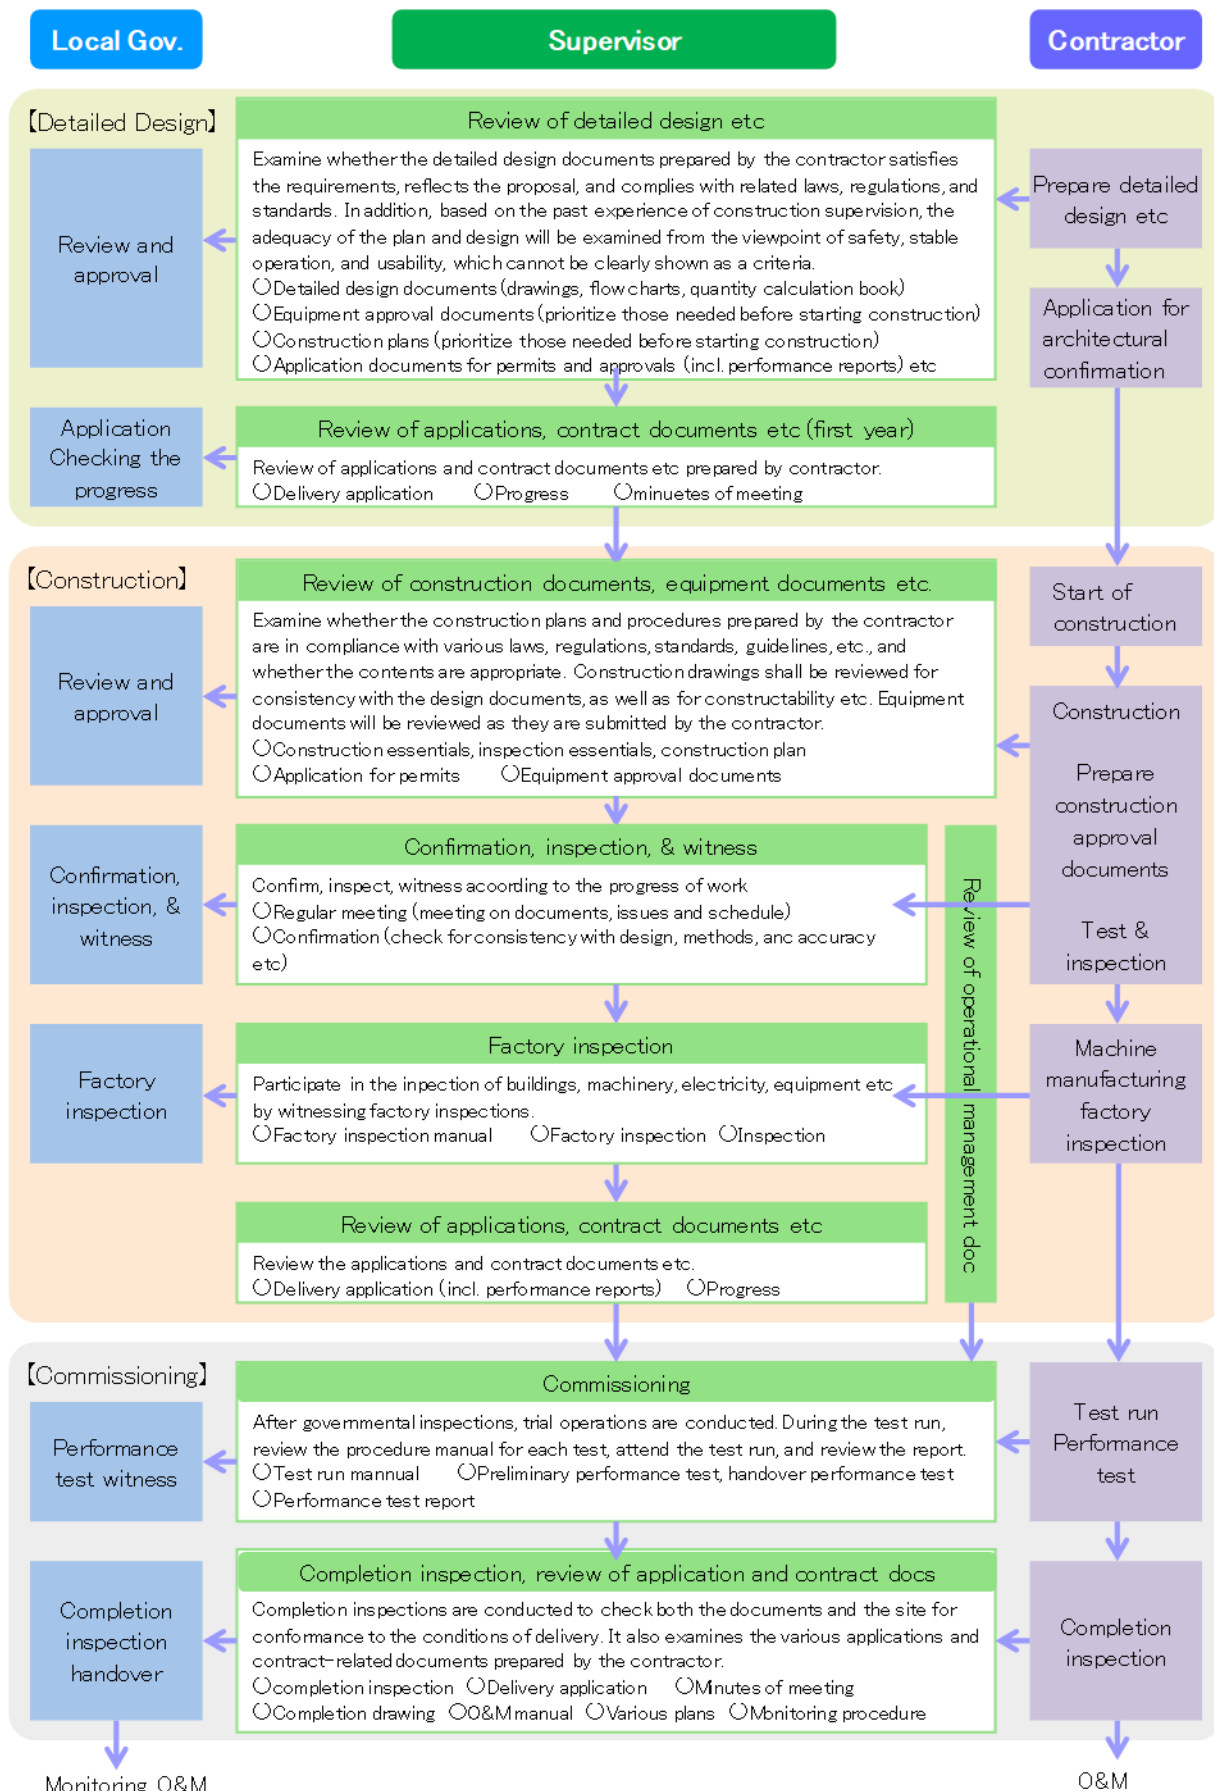 Local Gov.
Supervisor
Contractor
【Detailed Design】
Review of detailed design etc
Examine whether the detailed design documents prepared by the contractor satisfies
the requirements, reflects the proposal, and complies with related laws, regulations, and
standards. In addition, based on the past experience of construction supervision, the
adequacy of the plan and design will be examined from the viewpoint of safety, stable
operation, and usability, which cannot be clearly shown as a criteria.
○Detailed design documents (drawings, flow charts, quantity calculation book)
○Equipment approval documents (prioritize those needed before starting construction)
○Construction plans (prioritize those needed before starting construction)
○Application documents for permits and approvals (incl. performance reports) etc
Review and
approval
Prepare detailed
design etc
Application for
architectural
confirmation
Application
Checking the
progress
Review of applications, contract documents etc (first year)
Review of applications and contract documents etc prepared by contractor.
○Delivery application ○Progress ○minuetes of meeting
【Construction】
Review of construction documents, equipment documents etc.
Examine whether the construction plans and procedures prepared by the contractor
are in compliance with various laws, regulations, standards, guidelines, etc., and
whether the contents are appropriate. Construction drawings shall be reviewed for
consistency with the design documents, as well as for constructability etc. Equipment
documents will be reviewed as they are submitted by the contractor.
○Construction essentials, inspection essentials, construction plan
○Application for permits ○Equipment approval documents
Review and
approval
Start of
construction
Construction
Prepare
construction
approval
documents
Test &
inspection
Confirmation,
inspection, &
witness
Confirmation, inspection, & witness
Confirm, inspect, witness acoording to the progress of work
○Regular meeting (meeting on documents, issues and schedule)
○Confirmation (check for consistency with design, methods, anc accuracy
etc)
Review of operational management doc
Factory
inspection
Factory inspection
Participate in the inpection of buildings, machinery, electricity, equipment etc
by witnessing factory inspections.
○Factory inspection manual ○Factory inspection ○Inspection
Machine
manufacturing
factory
inspection
Review of applications, contract documents etc
Review the applications and contract documents etc.
○Delivery application (incl. performance reports) ○Progress
【Commissioning】
Commissioning
After governmental inspections, trial operations are conducted. During the test run,
review the procedure manual for each test, attend the test run, and review the report.
○Test run mannual ○Preliminary performance test, handover performance test
○Performance test report
Performance
test witness
Test run
Performance
test
Completion
inspection
handover
Completion inspection, review of application and contract docs
Completion inspections are conducted to check both the documents and the site for
conformance to the conditions of delivery. It also examines the various applications and
contract-related documents prepared by the contractor.
○completion inspection ○Delivery application ○Minutes of meeting
○Completion drawing ○O&M manual ○Various plans ○Monitoring procedure
Completion
inspection
Monitoring O&M
O&M